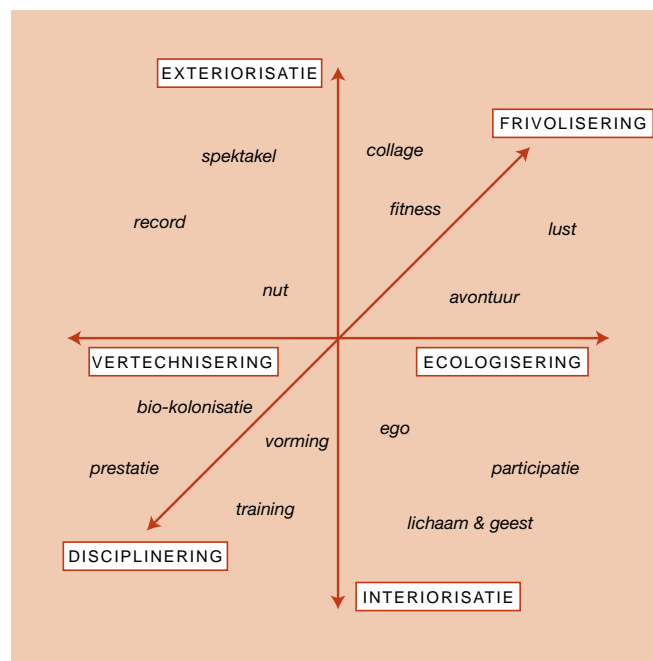 EXTERIORISATIE
FRIVOLISERING
spektakel
collage
fitness
record
lust
nut
avontuur
VERTECHNISERING
ECOLOGISERING
bio-kolonisatie
ego
vorming
prestatie
participatie
training
lichaam & geest
DISCIPLINERING
INTERIORISATIE